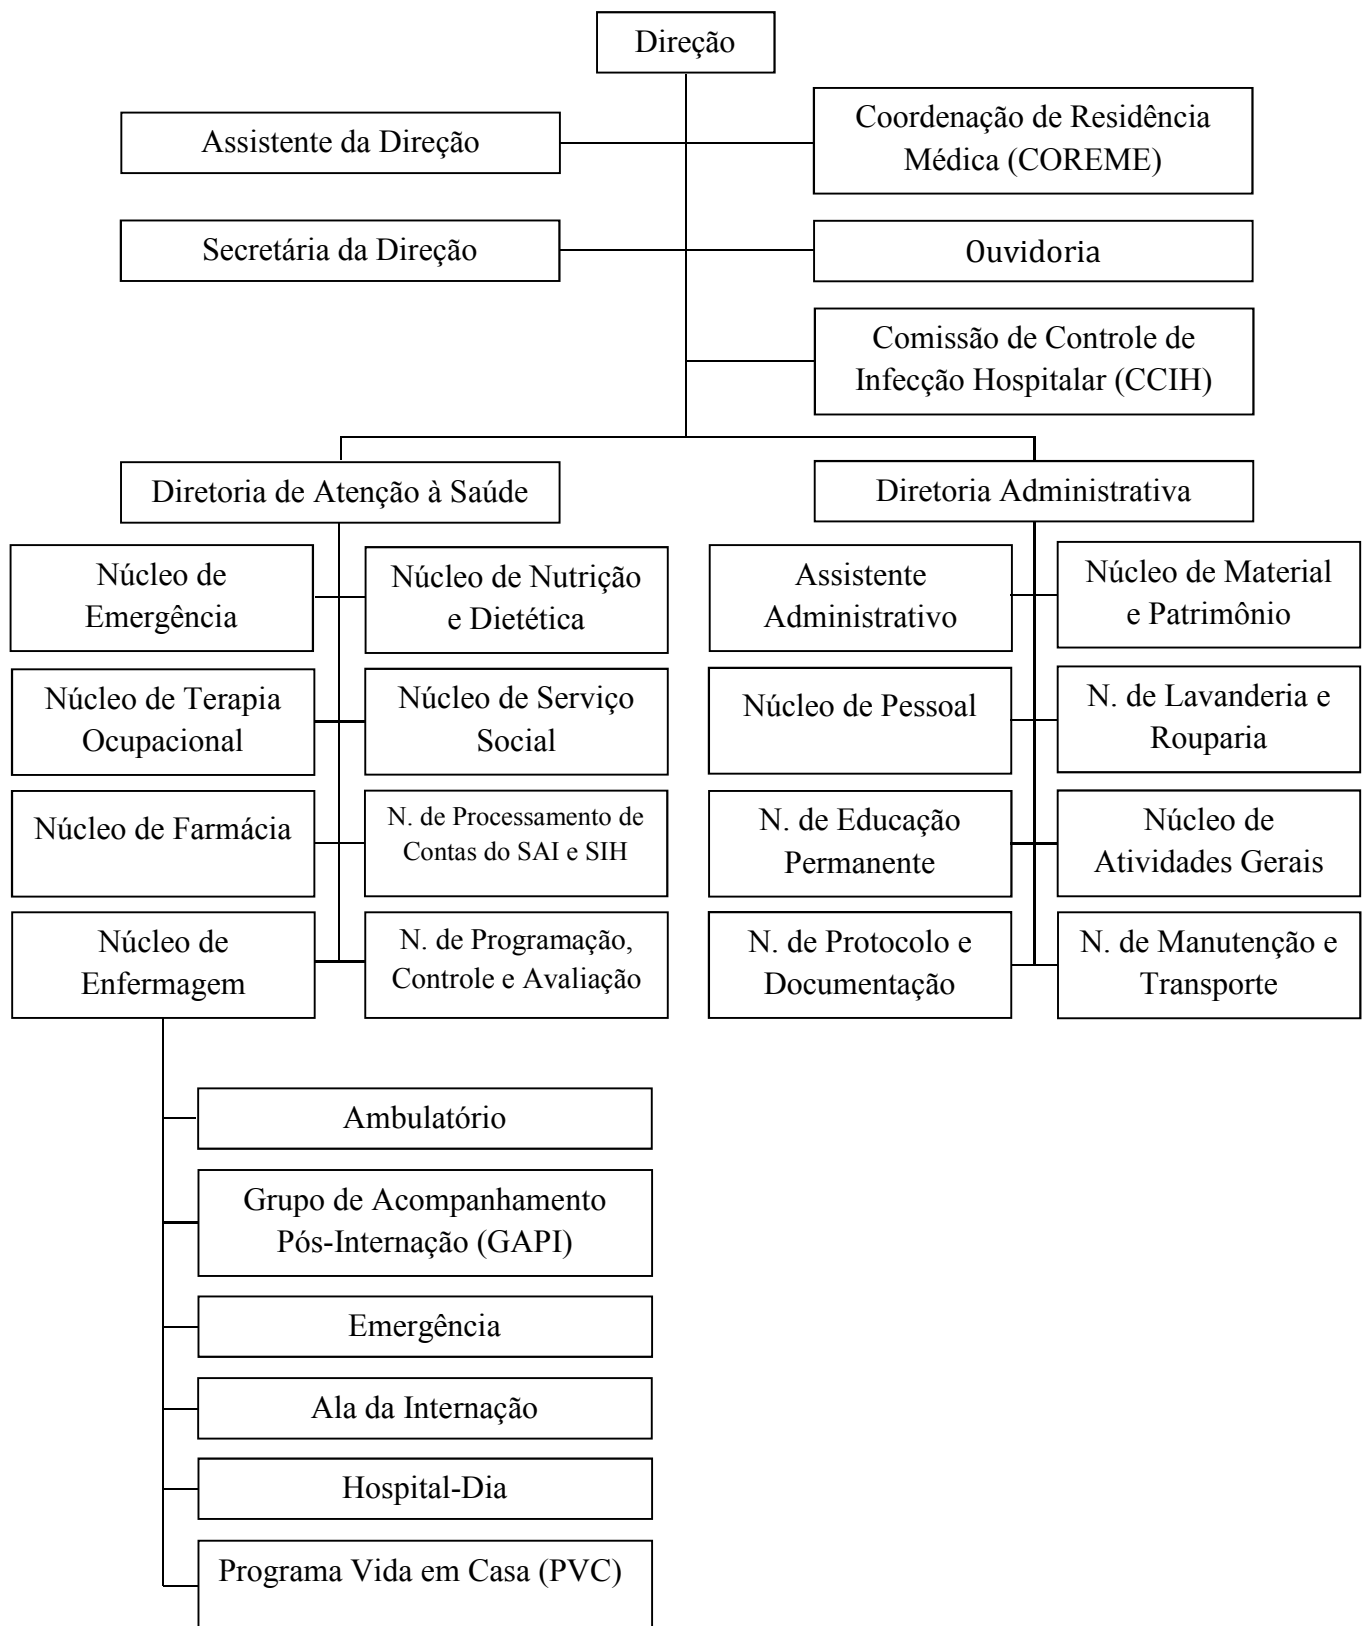 Direção
Assistente da Direção
Coordenação de Residência
Médica (COREME)
Secretária da Direção
Ouvidoria
Comissão de Controle de
Infecção Hospitalar (CCIH)
Diretoria de Atenção à Saúde
Diretoria Administrativa
Núcleo de
Emergência
Núcleo de Nutrição
e Dietética
Assistente
Administrativo
Núcleo de Material
e Patrimônio
Núcleo de Terapia
Ocupacional
Núcleo de Serviço
Social
Núcleo de Pessoal
N. de Lavanderia e
Rouparia
Núcleo de Farmácia
N. de Processamento de
Contas do SAI e SIH
N. de Educação
Permanente
Núcleo de
Atividades Gerais
Núcleo de
Enfermagem
N. de Programação,
Controle e Avaliação
N. de Protocolo e
Documentação
N. de Manutenção e
Transporte
Ambulatório
Grupo de Acompanhamento
Pós-Internação (GAPI)
Emergência
Ala da Internação
Hospital-Dia
Programa Vida em Casa (PVC)